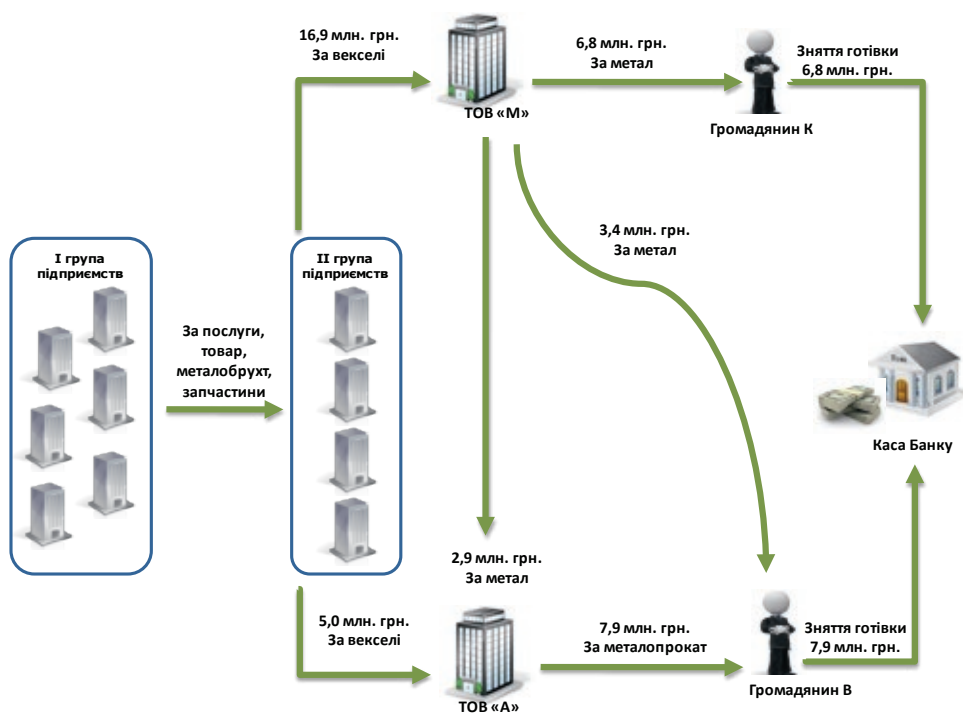 16,9 млн. грн.
За векселі
ТОВ «М»
6,8 млн. грн.
За метал
Громадянин К
Зняття готівки
6,8 млн. грн.
І група
підприємств
За послуги,
товар,
металобрухт,
запчастини
ІІ група
підприємств
3,4 млн. грн.
За метал
Каса Банку
2,9 млн. грн.
За метал
5,0 млн. грн.
За векселі
ТОВ «А»
7,9 млн. грн.
За металопрокат
Громадянин В
Зняття готівки
7,9 млн. грн.